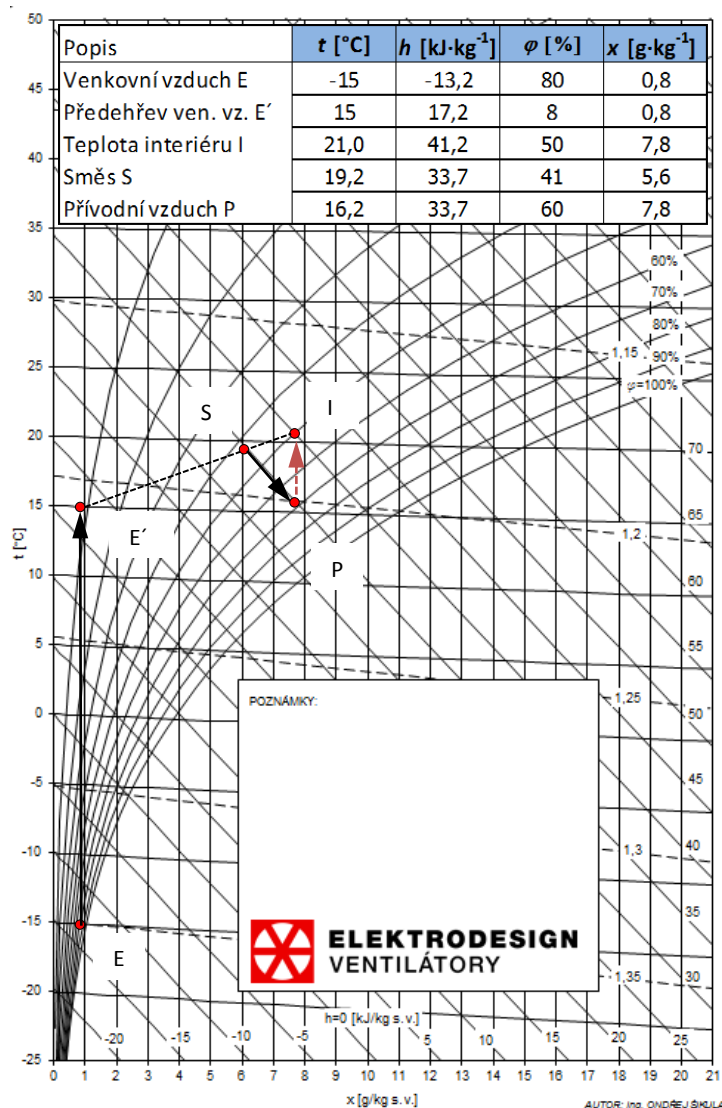 Popis t [°C] h [kJ·kg⁻¹] φ [%] x [g·kg⁻¹]
Venkovní vzduch E -15 -13,2 80 0,8
Předehřev ven. vz. E´ 15 17,2 8 0,8
Teplota interiéru I 21,0 41,2 50 7,8
Směs S 19,2 33,7 41 5,6
Přívodní vzduch P 16,2 33,7 60 7,8
50
45
40
35
30
25
20
15
10
5
0
-5
-10
-15
-20
-25
t [°C]
60%
70%
80%
90%
φ=100%
1,15
1,2
1,25
1,3
1,35
S
I
E´
P
E
70
65
60
55
50
45
40
35
30
POZNÁMKY:
ELEKTRODESIGN
VENTILÁTORY
h=0 [kJ/kg s.v.]
-20 -15 -10 -5 5 10 15 20 25
0 1 2 3 4 5 6 7 8 9 10 11 12 13 14 15 16 17 18 19 20 21
x [g/kg s.v.]
AUTOR: Ing. ONDŘEJ ŠIKULA